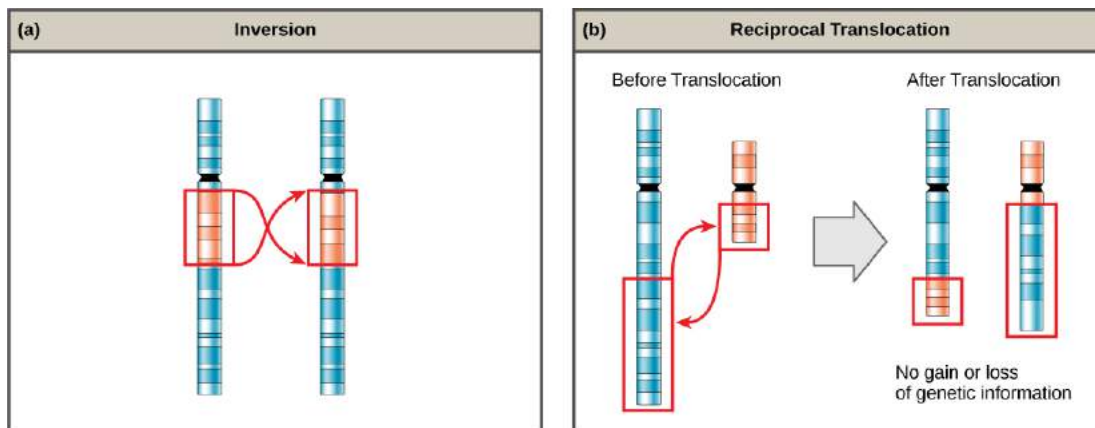 (a) Inversion
(b) Reciprocal Translocation
Before Translocation
After Translocation
No gain or loss
of genetic information